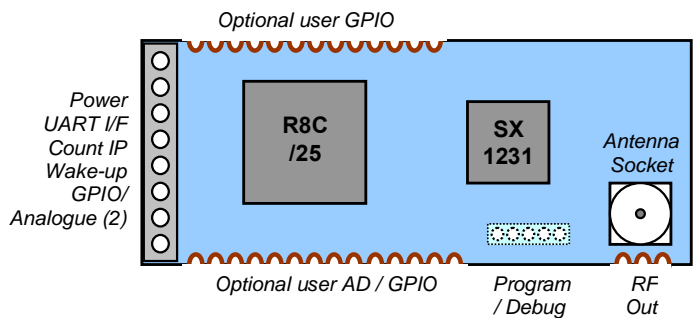 Optional user GPIO
Power
UART I/F
Count IP
Wake-up
GPIO/
Analogue (2)
R8C
/25
SX
1231
Antenna
Socket
Optional user AD / GPIO
Program
/ Debug
RF
Out